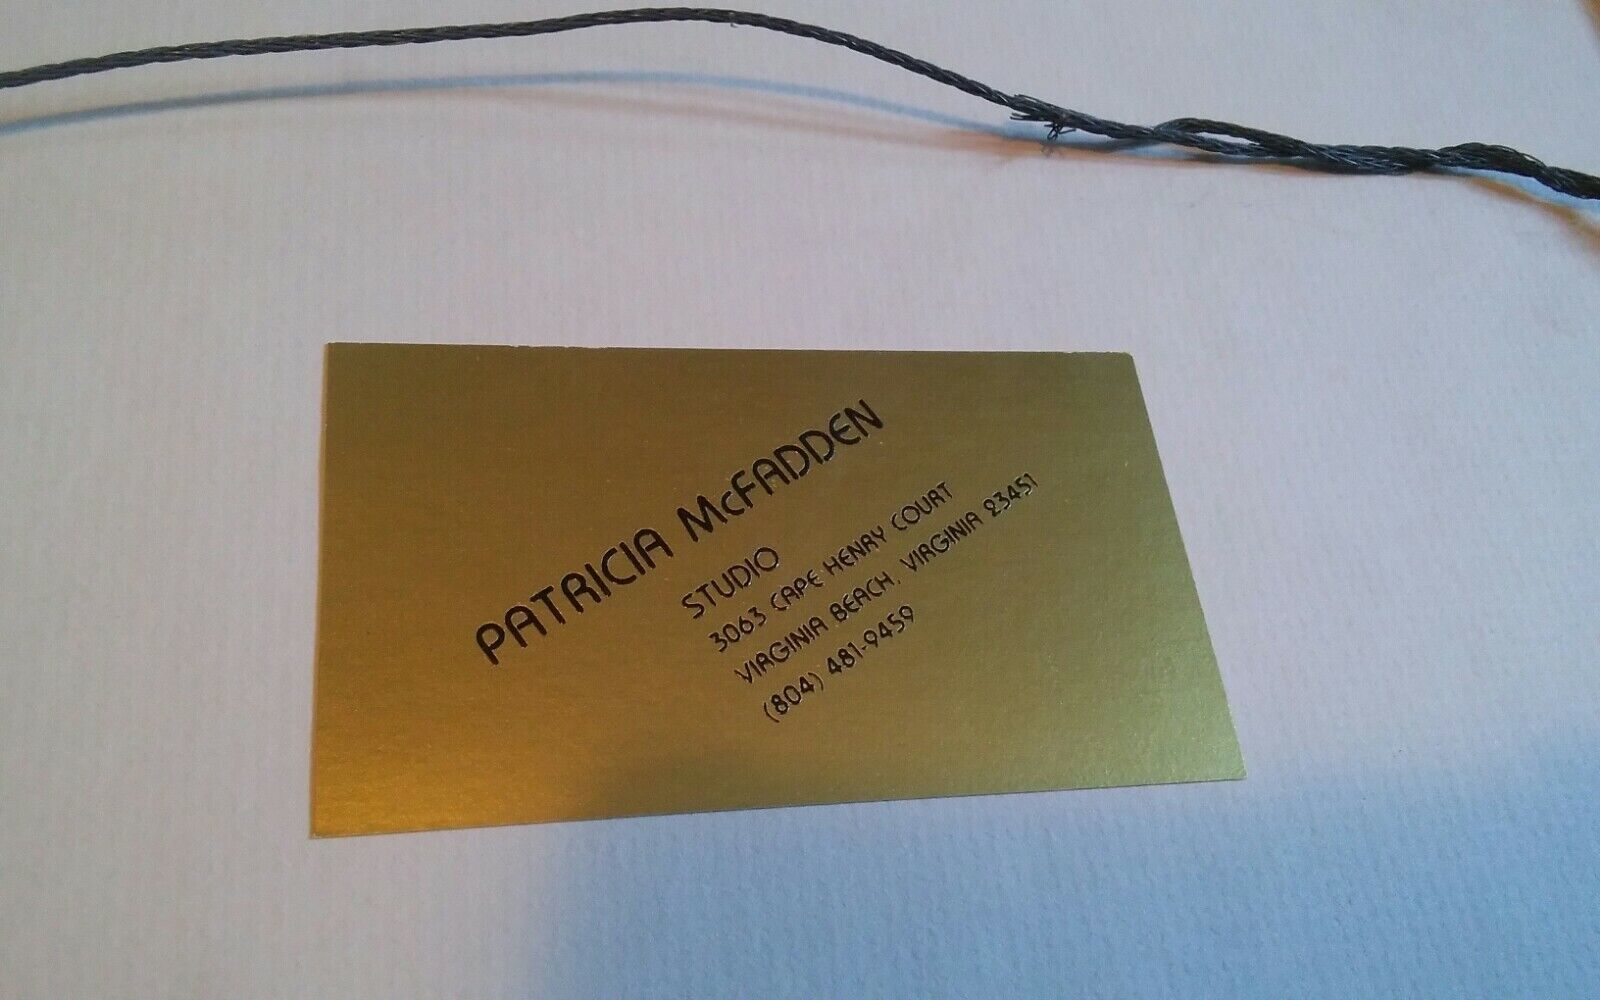 PATRICIA McFADDEN
STUDIO
3063 CAPE HENRY COURT
VIRGINIA BEACH, VIRGINIA 23451
(804) 481-9459